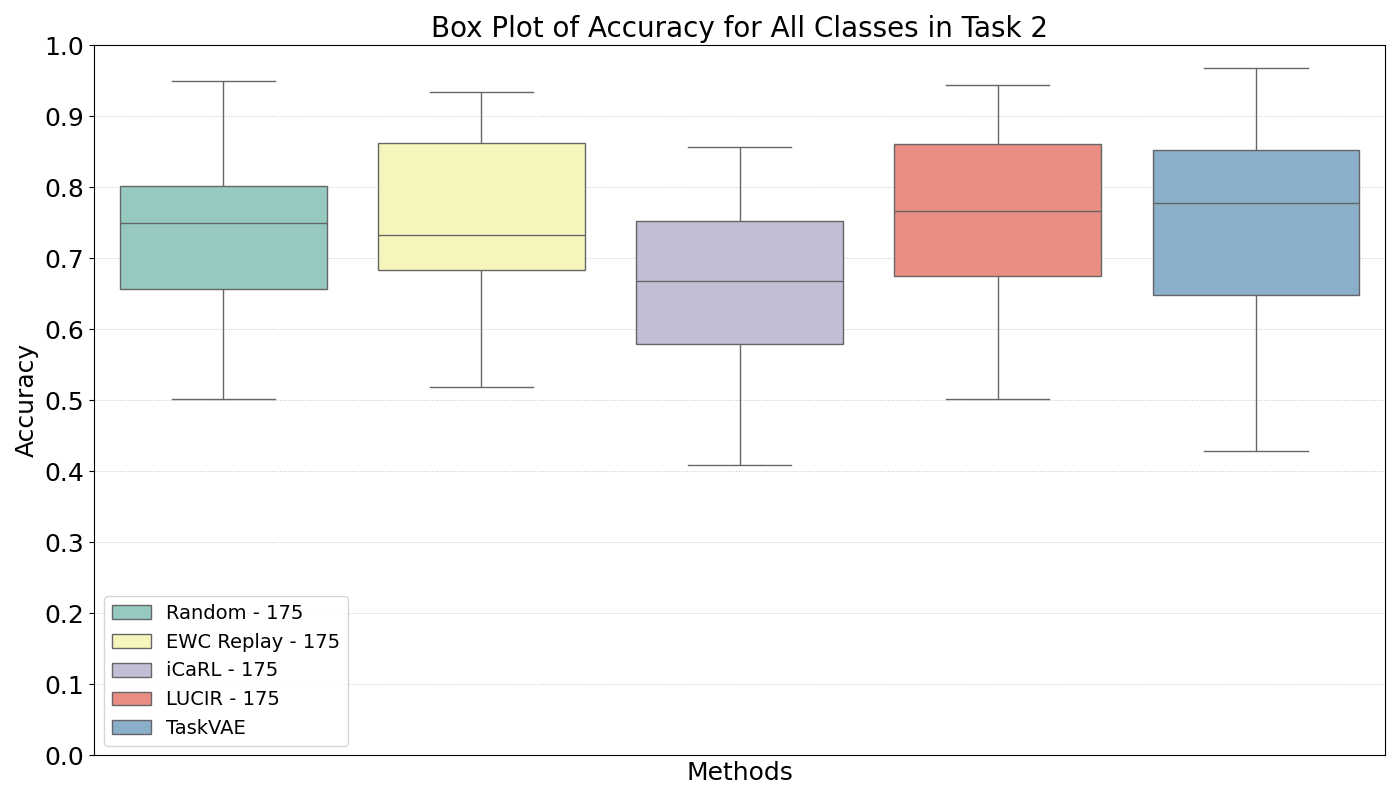 Box Plot of Accuracy for All Classes in Task 2
1.0
0.9
0.8
0.7
0.6
0.5
0.4
0.3
0.2
0.1
0.0
Accuracy
Random - 175
EWC Replay - 175
iCaRL - 175
LUCIR - 175
TaskVAE
Methods